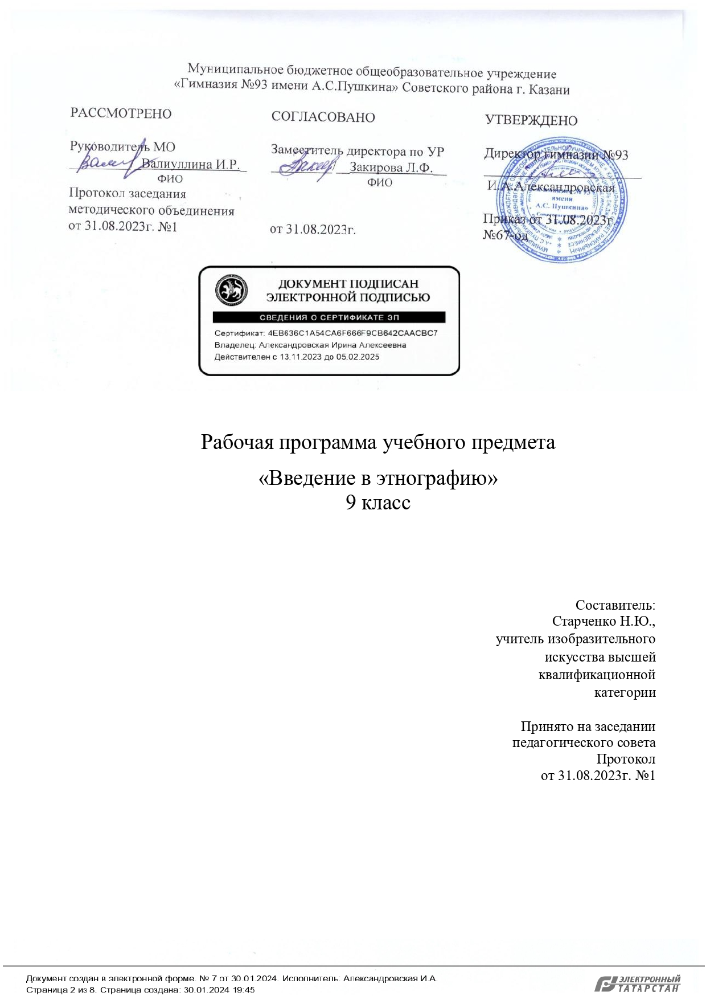 Муниципальное бюджетное общеобразовательное учреждение
«Гимназия №93 имени А.С.Пушкина» Советского района г. Казани
РАССМОТРЕНО
Руководитель МО
Валиуллина И.Р.
ФИО
Протокол заседания
методического объединения
от 31.08.2023г. №1
СОГЛАСОВАНО
Заместитель директора по УР
Закирова Л.Ф.
ФИО
от 31.08.2023г.
УТВЕРЖДЕНО
Директор гимназии №93
И.А.Александровская
Приказ от 31.08.2023г
№67-од
имени
А.С. Пушкина»
ДОКУМЕНТ ПОДПИСАН
ЭЛЕКТРОННОЙ ПОДПИСЬЮ
СВЕДЕНИЯ О СЕРТИФИКАТЕ ЭП
Сертификат: 4EB636C1A54CA6F666F9CB642CAACBC7
Владелец: Александровская Ирина Алексеевна
Действителен с 13.11.2023 до 05.02.2025
Рабочая программа учебного предмета
«Введение в этнографию»
9 класс
Составитель:
Старченко Н.Ю.,
учитель изобразительного
искусства высшей
квалификационной
категории
Принято на заседании
педагогического совета
Протокол
от 31.08.2023г. №1
Документ создан в электронной форме. № 7 от 30.01.2024. Исполнитель: Александровская И.А.
Страница 2 из 8. Страница создана: 30.01.2024 19:45
ЭЛЕКТРОННЫЙ
ТАТАРСТАН